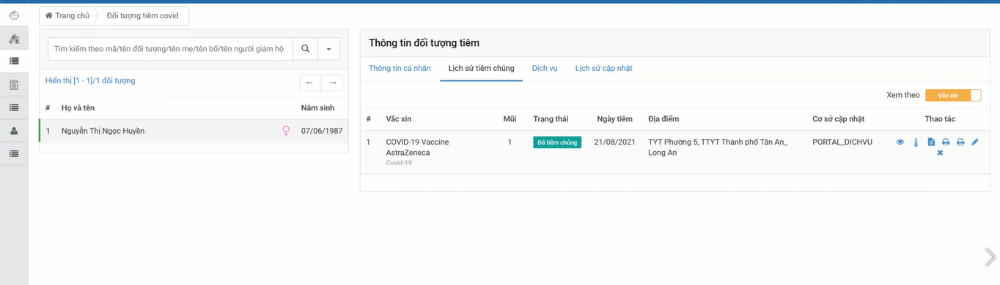 Trang chủ
Đối tượng tiêm covid
Tìm kiếm theo mã/tên đối tượng/tên mẹ/tên bố/tên người giám hộ
Hiển thị [1 - 1]/1 đối tượng
# Họ và tên Năm sinh
1 Nguyễn Thị Ngọc Huyền 07/06/1987
Thông tin đối tượng tiêm
Thông tin cá nhân Lịch sử tiêm chủng Dịch vụ Lịch sử cập nhật
Xem theo Vắc xin
# Vắc xin Mũi Trạng thái Ngày tiêm Địa điểm Cơ sở cập nhật Thao tác
1 COVID-19 Vaccine 1 Đã tiêm chủng 21/08/2021 TYT Phường 5, TTYT Thành phố Tân An_ PORTAL_DICHVU
AstraZeneca Long An
Covid-19